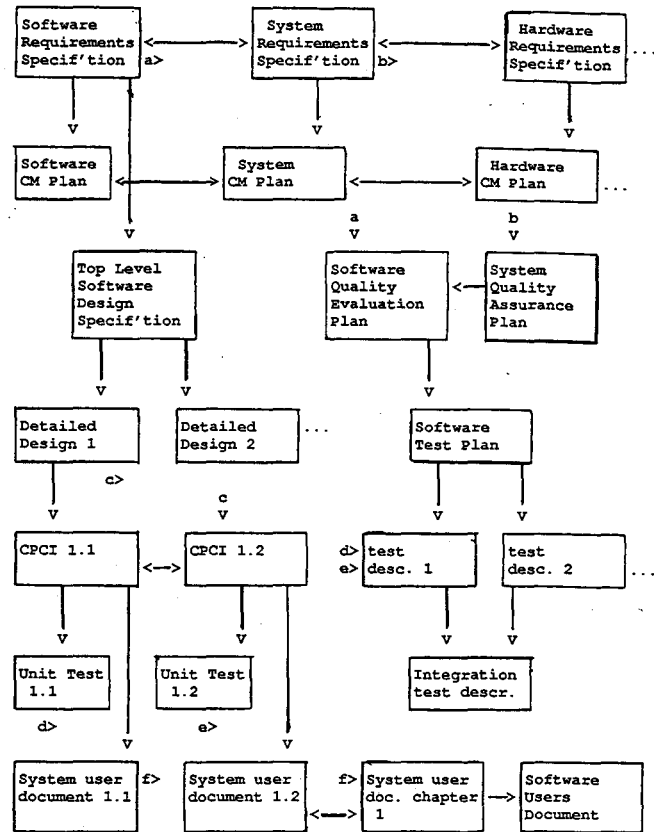 Software
Requirements
Specif'tion
a>
<---->
System
Requirements
Specif'tion
b>
<---->
Hardware
Requirements
Specif'tion
...
v
v
v
Software
CM Plan
<---->
System
CM Plan
<---->
Hardware
CM Plan
...
a
b
v
v
v
Top Level
Software
Design
Specif'tion
Software
Quality
Evaluation
Plan
<--
System
Quality
Assurance
Plan
v
v
v
Detailed
Design 1
Detailed
Design 2
...
Software
Test Plan
c>
c
v
v
v
v
CPCI 1.1
<-->
CPCI 1.2
d>
e>
test
desc. 1
test
desc. 2
...
v
v
v
v
Unit Test
1.1
Unit Test
1.2
Integration
test descr.
d>
e>
v
v
System user
document 1.1
f>
System user
document 1.2
<-->
f>
System user
doc. chapter
1
-->
Software
Users
Document